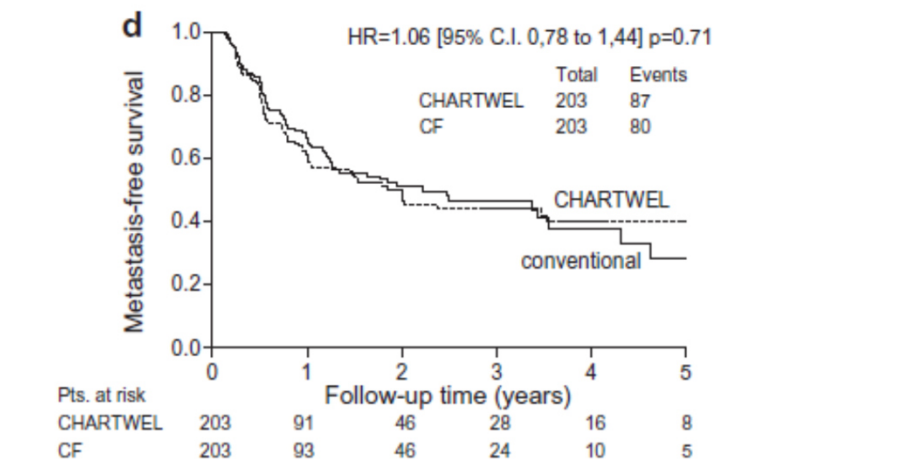 d
HR=1.06 [95% C.I. 0,78 to 1,44] p=0.71
Total Events
CHARTWEL 203 87
CF 203 80
Metastasis-free survival
1.0
0.8
0.6
0.4
0.2
0.0
CHARTWEL
conventional
0 1 2 3 4 5
Follow-up time (years)
Pts. at risk
CHARTWEL 203 91 46 28 16 8
CF 203 93 46 24 10 5